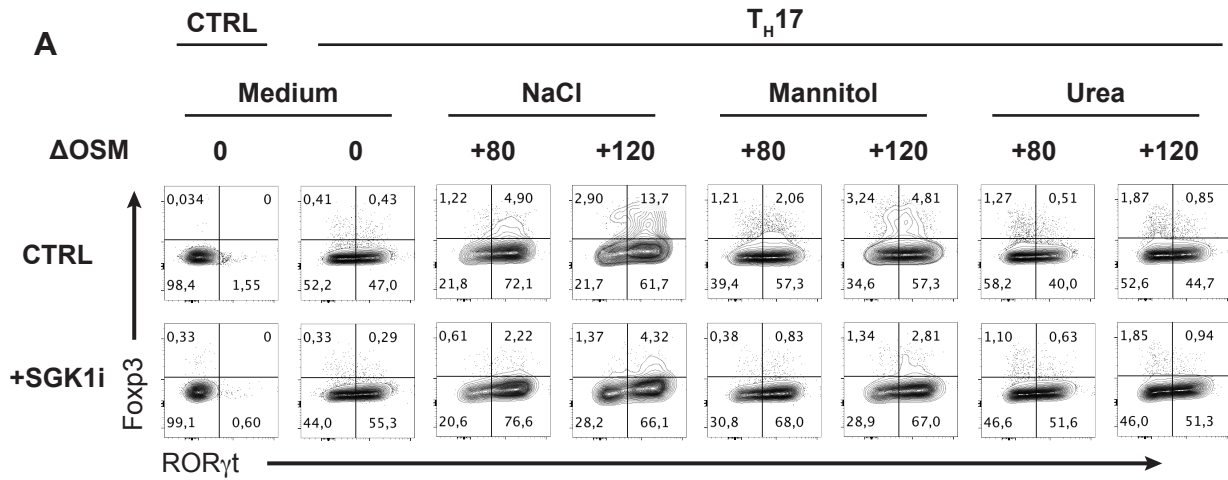 A
CTRL TH17
Medium NaCl Mannitol Urea
ΔOSM 0 0 +80 +120 +80 +120 +80 +120
0,034 0 0,41 0,43 1,22 4,90 2,90 13,7 1,21 2,06 3,24 4,81 1,27 0,51 1,87 0,85
CTRL
98,4 1,55 52,2 47,0 21,8 72,1 21,7 61,7 39,4 57,3 34,6 57,3 58,2 40,0 52,6 44,7
0,33 0 0,33 0,29 0,61 2,22 1,37 4,32 0,38 0,83 1,34 2,81 1,10 0,63 1,85 0,94
+SGK1i
Foxp3
99,1 0,60 44,0 55,3 20,6 76,6 28,2 66,1 30,8 68,0 28,9 67,0 46,6 51,6 46,0 51,3
RORγt